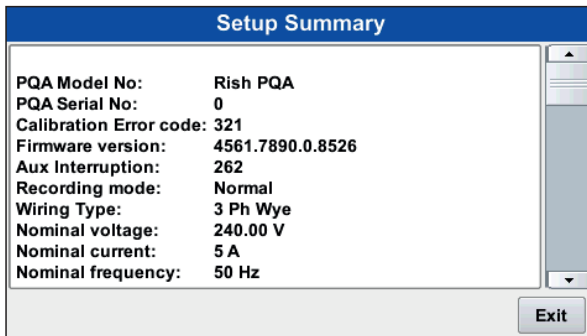 Setup Summary
PQA Model No: Rish PQA
PQA Serial No: 0
Calibration Error code: 321
Firmware version: 4561.7890.0.8526
Aux Interruption: 262
Recording mode: Normal
Wiring Type: 3 Ph Wye
Nominal voltage: 240.00 V
Nominal current: 5 A
Nominal frequency: 50 Hz
Exit